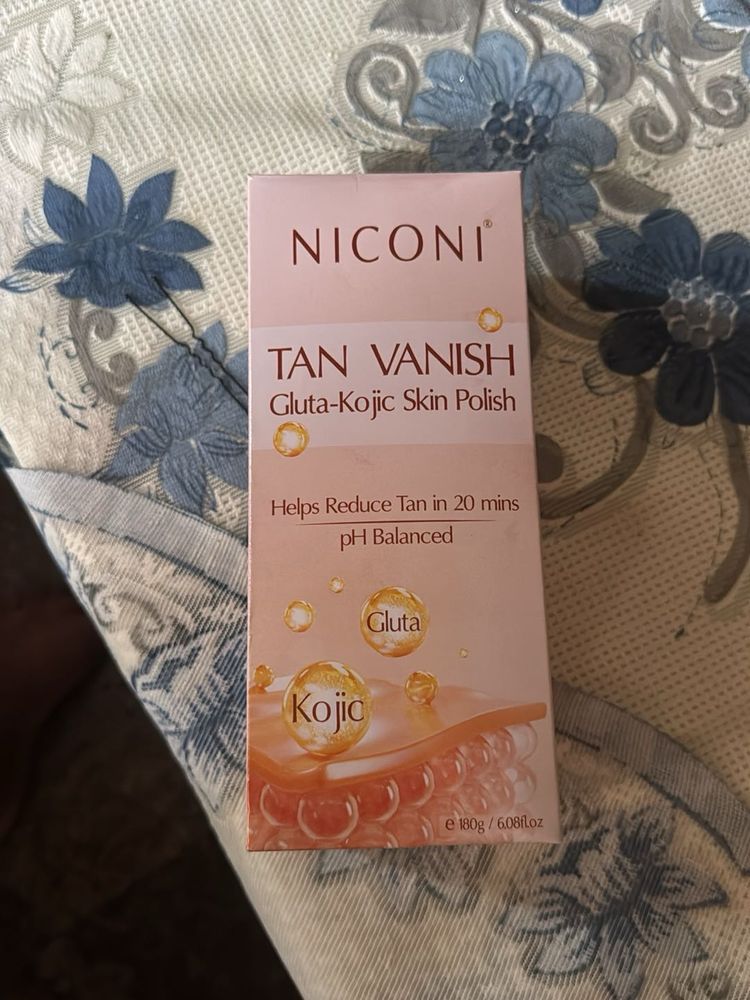 NICONI®
TAN VANISH
Gluta-Kojic Skin Polish
Helps Reduce Tan in 20 mins
pH Balanced
Gluta
Kojic
e 180g / 6.08fl.oz